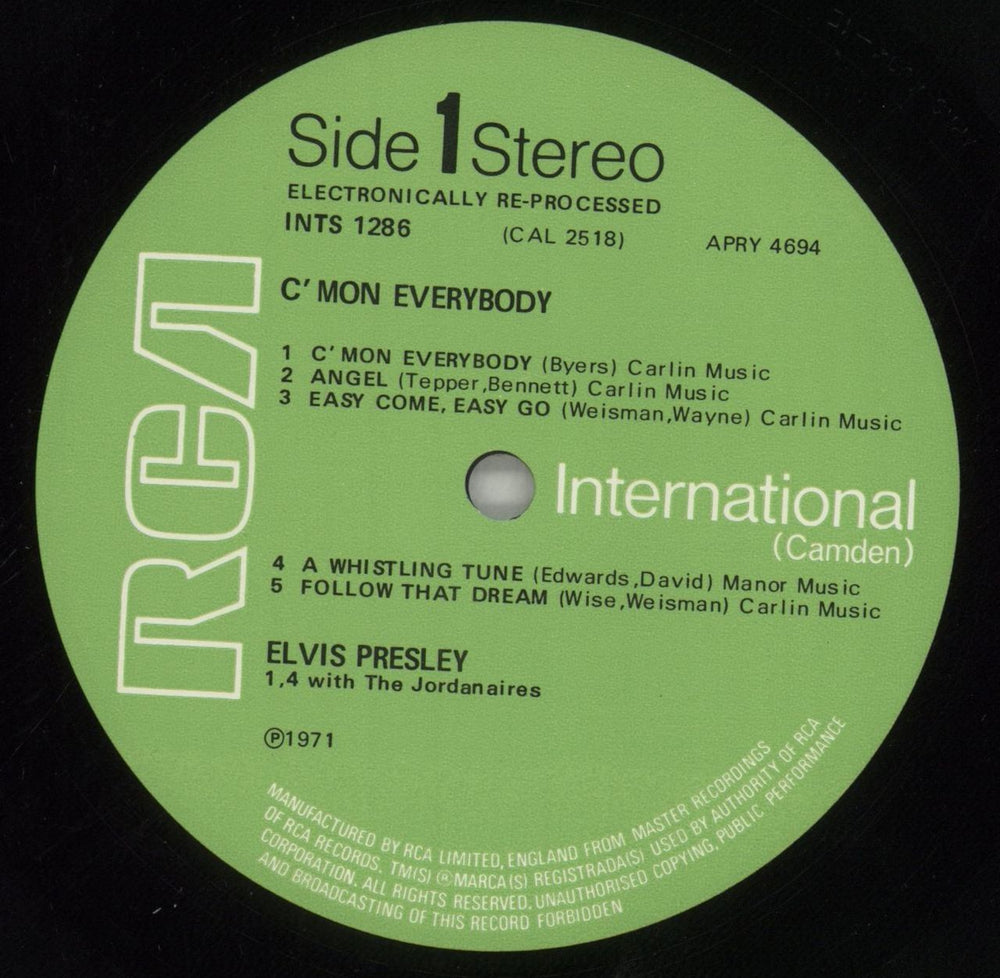 Side 1 Stereo
ELECTRONICALLY RE-PROCESSED
INTS 1286 (CAL 2518) APRY 4694
C'MON EVERYBODY
1 C'MON EVERYBODY (Byers) Carlin Music
2 ANGEL (Tepper,Bennett) Carlin Music
3 EASY COME, EASY GO (Weisman,Wayne) Carlin Music
RCA
International
(Camden)
4 A WHISTLING TUNE (Edwards,David) Manor Music
5 FOLLOW THAT DREAM (Wise,Weisman) Carlin Music
ELVIS PRESLEY
1,4 with The Jordanaires
℗1971
MANUFACTURED BY RCA LIMITED, ENGLAND FROM MASTER RECORDINGS
OF RCA RECORDS. TM(S) ® MARCA(S) REGISTRADA(S) USED BY AUTHORITY OF RCA
CORPORATION. ALL RIGHTS RESERVED. UNAUTHORISED COPYING, PUBLIC PERFORMANCE
AND BROADCASTING OF THIS RECORD FORBIDDEN